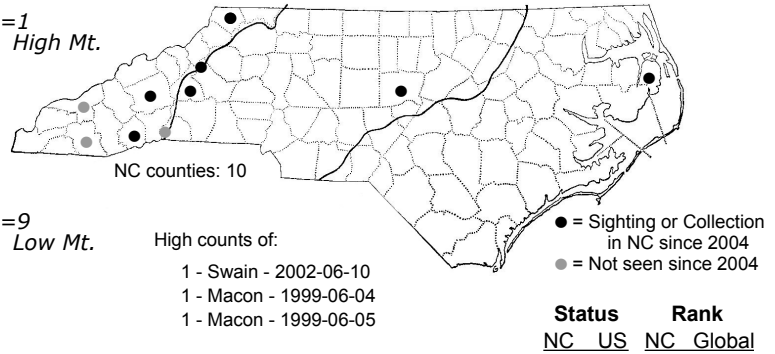 =1
High Mt.
NC counties: 10
=9
Low Mt.
High counts of:
1 - Swain - 2002-06-10
1 - Macon - 1999-06-04
1 - Macon - 1999-06-05
● = Sighting or Collection
in NC since 2004
● = Not seen since 2004
Status Rank
NC US NC Global